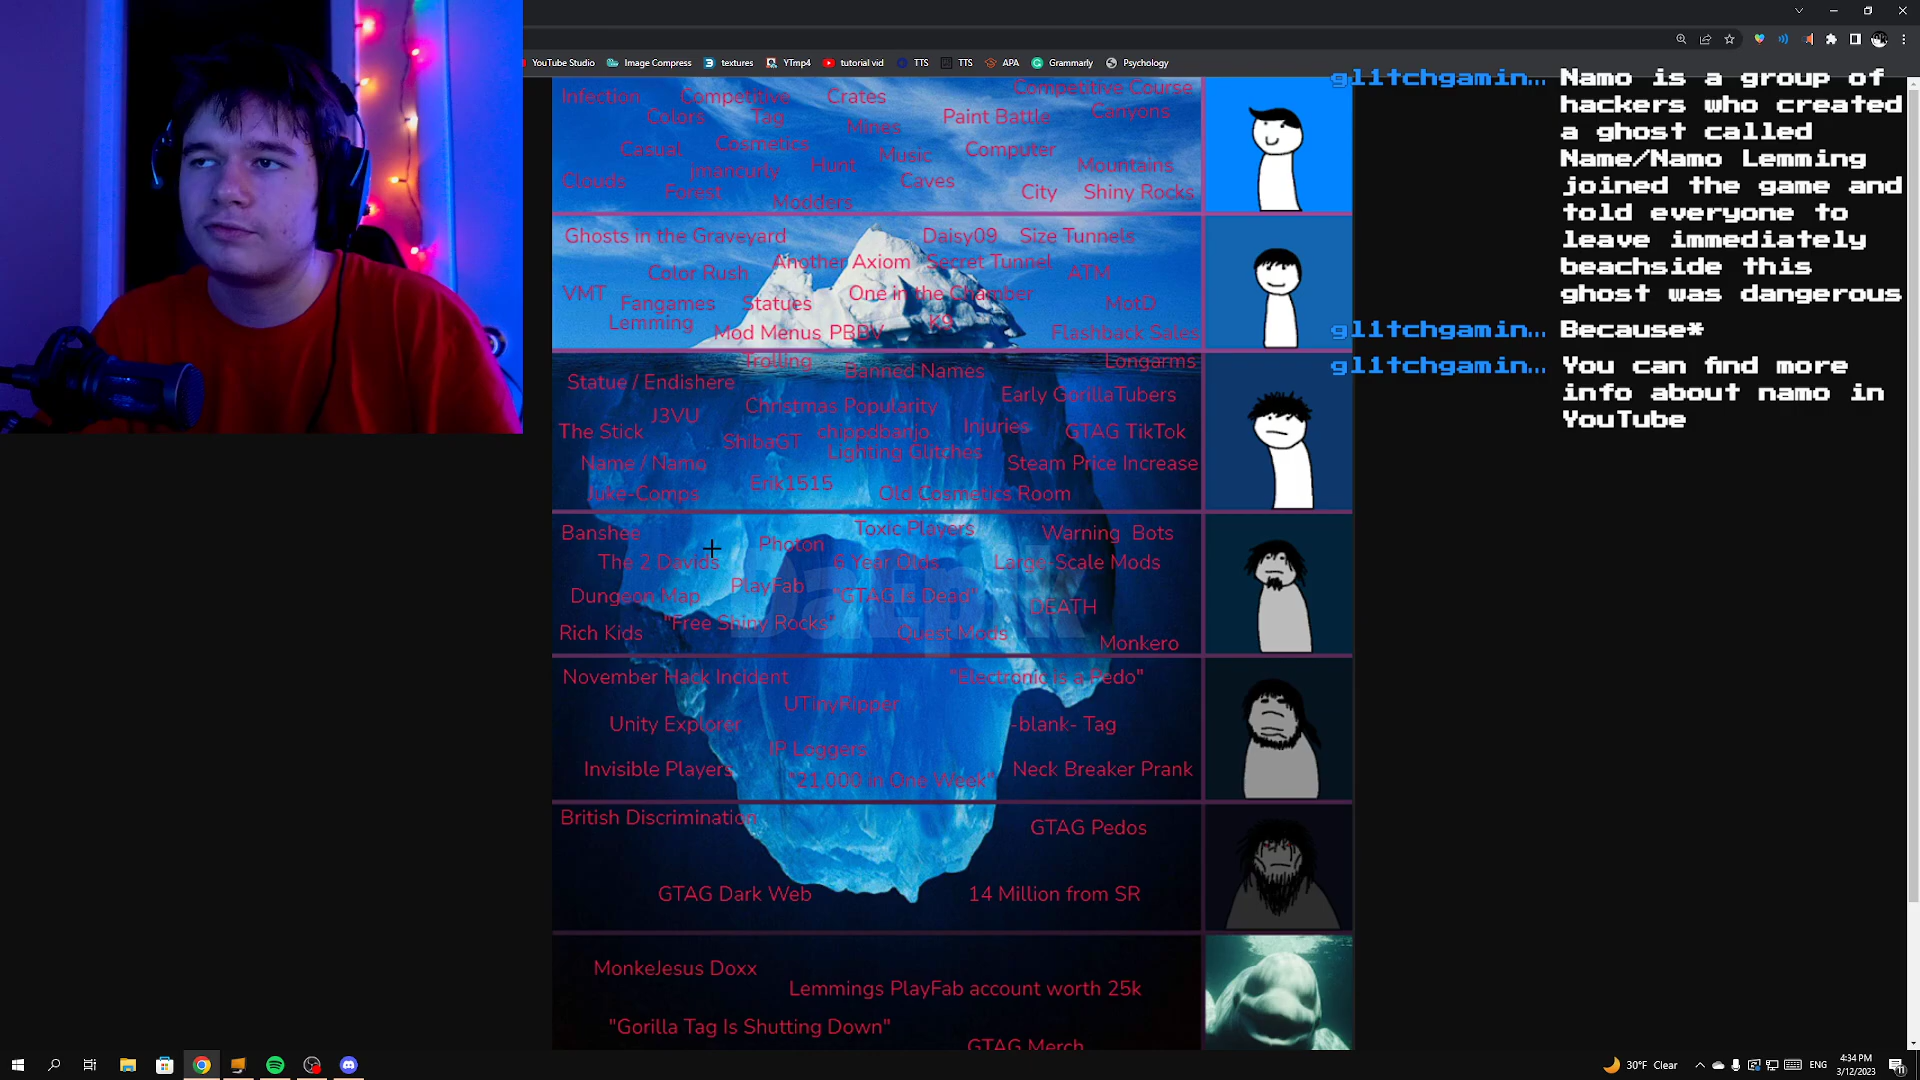 YouTube Studio Image Compress textures YTmp4 tutorial vid TTS TTS APA Grammarly Psychology
Infection Competitive Tag Crates Competitive Course
Colors Mines Paint Battle Canyons
Casual Cosmetics Music Computer
Clouds jmancurly Hunt Caves Mountains
Forest Modders City Shiny Rocks
Ghosts in the Graveyard Daisy09 Size Tunnels
Color Rush Another Axiom Secret Tunnel ATM
VMT Fangames Statues One in the Chamber MotD
Lemming Mod Menus PBBV K9 Flashback Sales
Trolling Banned Names Longarms
Statue / Endishere Christmas Popularity Early GorillaTubers
The Stick J3VU ShibaGT chippdbanjo Injuries GTAG TikTok
Name / Namo Lighting Glitches Steam Price Increase
Juke-Comps Erik1515 Old Cosmetics Room
Banshee Photon Toxic Players Warning Bots
The 2 Davids 6 Year Olds Large-Scale Mods
Dungeon Map PlayFab "GTAG Is Dead" DEATH
Rich Kids "Free Shiny Rocks" Quest Mods Monkero
November Hack Incident "Electronic is a Pedo"
Unity Explorer UTinyRipper -blank- Tag
IP Loggers
Invisible Players "21,000 in One Week" Neck Breaker Prank
British Discrimination GTAG Pedos
GTAG Dark Web 14 Million from SR
MonkeJesus Doxx
Lemmings PlayFab account worth 25k
"Gorilla Tag Is Shutting Down"
GTAG Merch
gl1tchgamin... Namo is a group of
hackers who created
a ghost called
Name/Namo Lemming
joined the game and
told everyone to
leave immediately
beachside this
ghost was dangerous
gl1tchgamin... Because*
gl1tchgamin... You can find more
info about namo in
YouTube
30°F Clear ENG 4:34 PM
3/12/2023